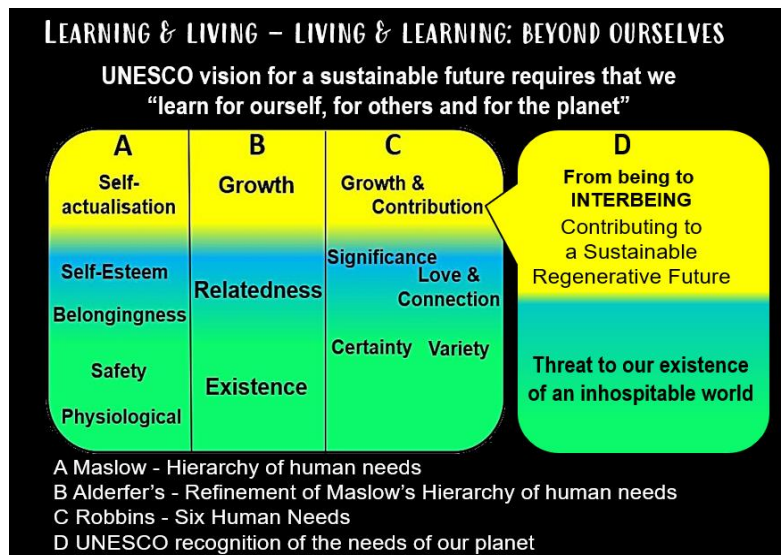 LEARNING & LIVING – LIVING & LEARNING: BEYOND OURSELVES
UNESCO vision for a sustainable future requires that we
“learn for ourself, for others and for the planet”
A
Self-
actualisation
Self-Esteem
Belongingness
Safety
Physiological
B
Growth
Relatedness
Existence
C
Growth &
Contribution
Significance
Love &
Connection
Certainty Variety
D
From being to
INTERBEING
Contributing to
a Sustainable
Regenerative Future
Threat to our existence
of an inhospitable world
A Maslow - Hierarchy of human needs
B Alderfer's - Refinement of Maslow's Hierarchy of human needs
C Robbins - Six Human Needs
D UNESCO recognition of the needs of our planet